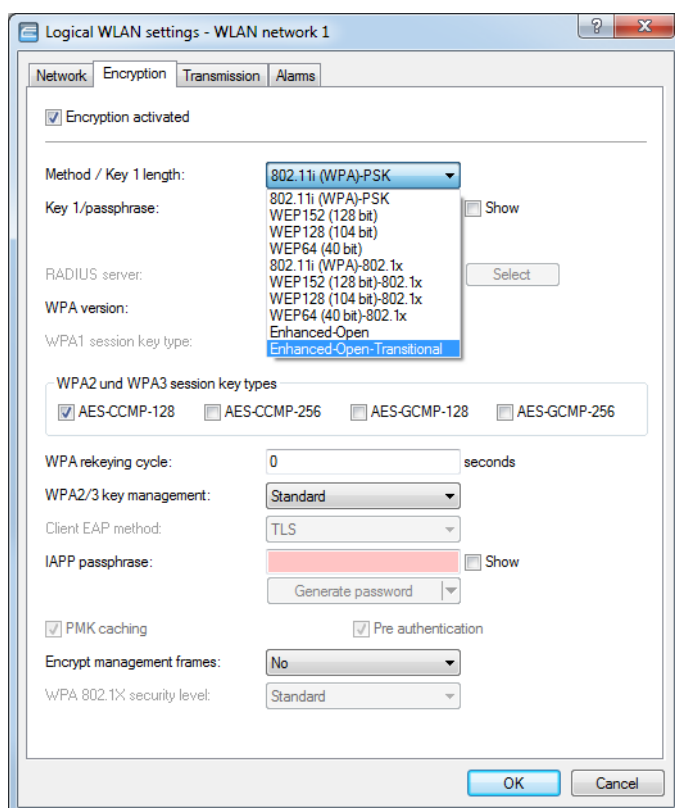 Logical WLAN settings - WLAN network 1
Network Encryption Transmission Alarms
Encryption activated
Method / Key 1 length: 802.11i (WPA)-PSK
802.11i (WPA)-PSK
Key 1/passphrase: Show
WEP152 (128 bit)
WEP128 (104 bit)
WEP64 (40 bit)
802.11i (WPA)-802.1x
RADIUS server: Select
WEP152 (128 bit)-802.1x
WEP128 (104 bit)-802.1x
WPA version:
WEP64 (40 bit)-802.1x
Enhanced-Open
WPA1 session key type:
Enhanced-Open-Transitional
WPA2 und WPA3 session key types
AES-CCMP-128 AES-CCMP-256 AES-GCMP-128 AES-GCMP-256
WPA rekeying cycle: 0 seconds
WPA2/3 key management: Standard
Client EAP method: TLS
IAPP passphrase: Show
Generate password
PMK caching Pre authentication
Encrypt management frames: No
WPA 802.1X security level: Standard
OK Cancel